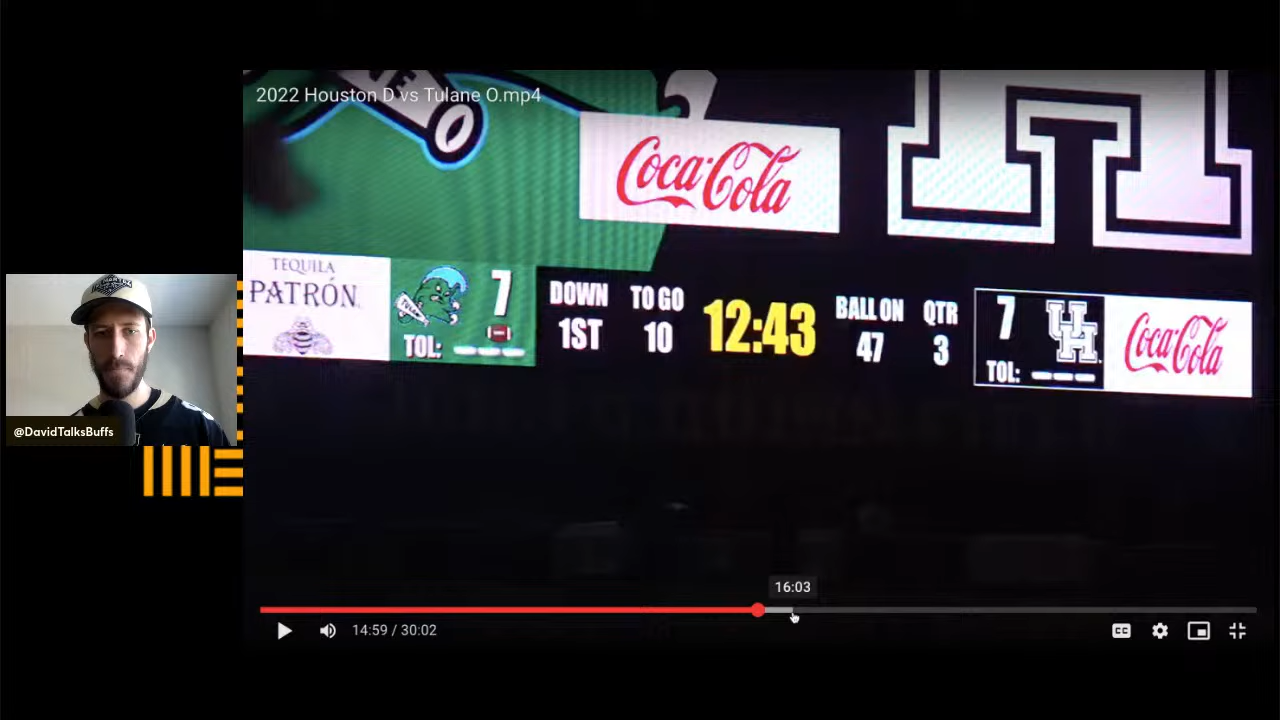 2022 Houston D vs Tulane O.mp4
Coca-Cola
TEQUILA
PATRÓN
7
TOL:
DOWN
1ST
TO GO
10
12:43
BALL ON
47
QTR
3
7
TOL:
UH
Coca-Cola
@DavidTalksBuffs
16:03
14:59 / 30:02
CC